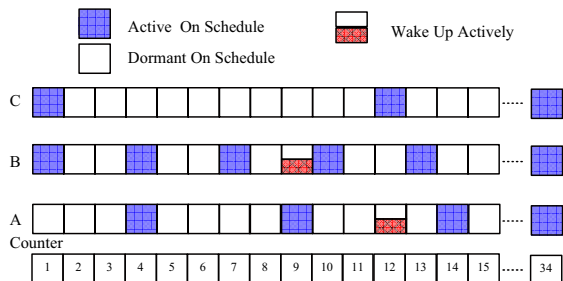 Active On Schedule
Wake Up Actively
Dormant On Schedule
C
B
A
Counter
1 2 3 4 5 6 7 8 9 10 11 12 13 14 15 34